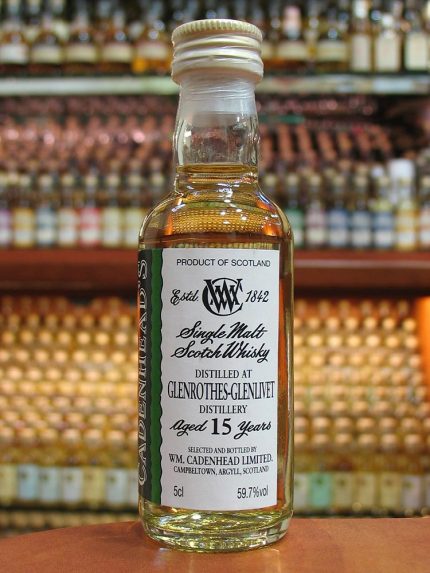 PRODUCT OF SCOTLAND
Estd. WC 1842
Single Malt
Scotch Whisky
DISTILLED AT
GLENROTHES-GLENLIVET
DISTILLERY
Aged 15 Years
SELECTED AND BOTTLED BY
WM. CADENHEAD LIMITED.
CAMPBELTOWN, ARGYLL, SCOTLAND
5cl 59.7%vol
CADENHEAD'S